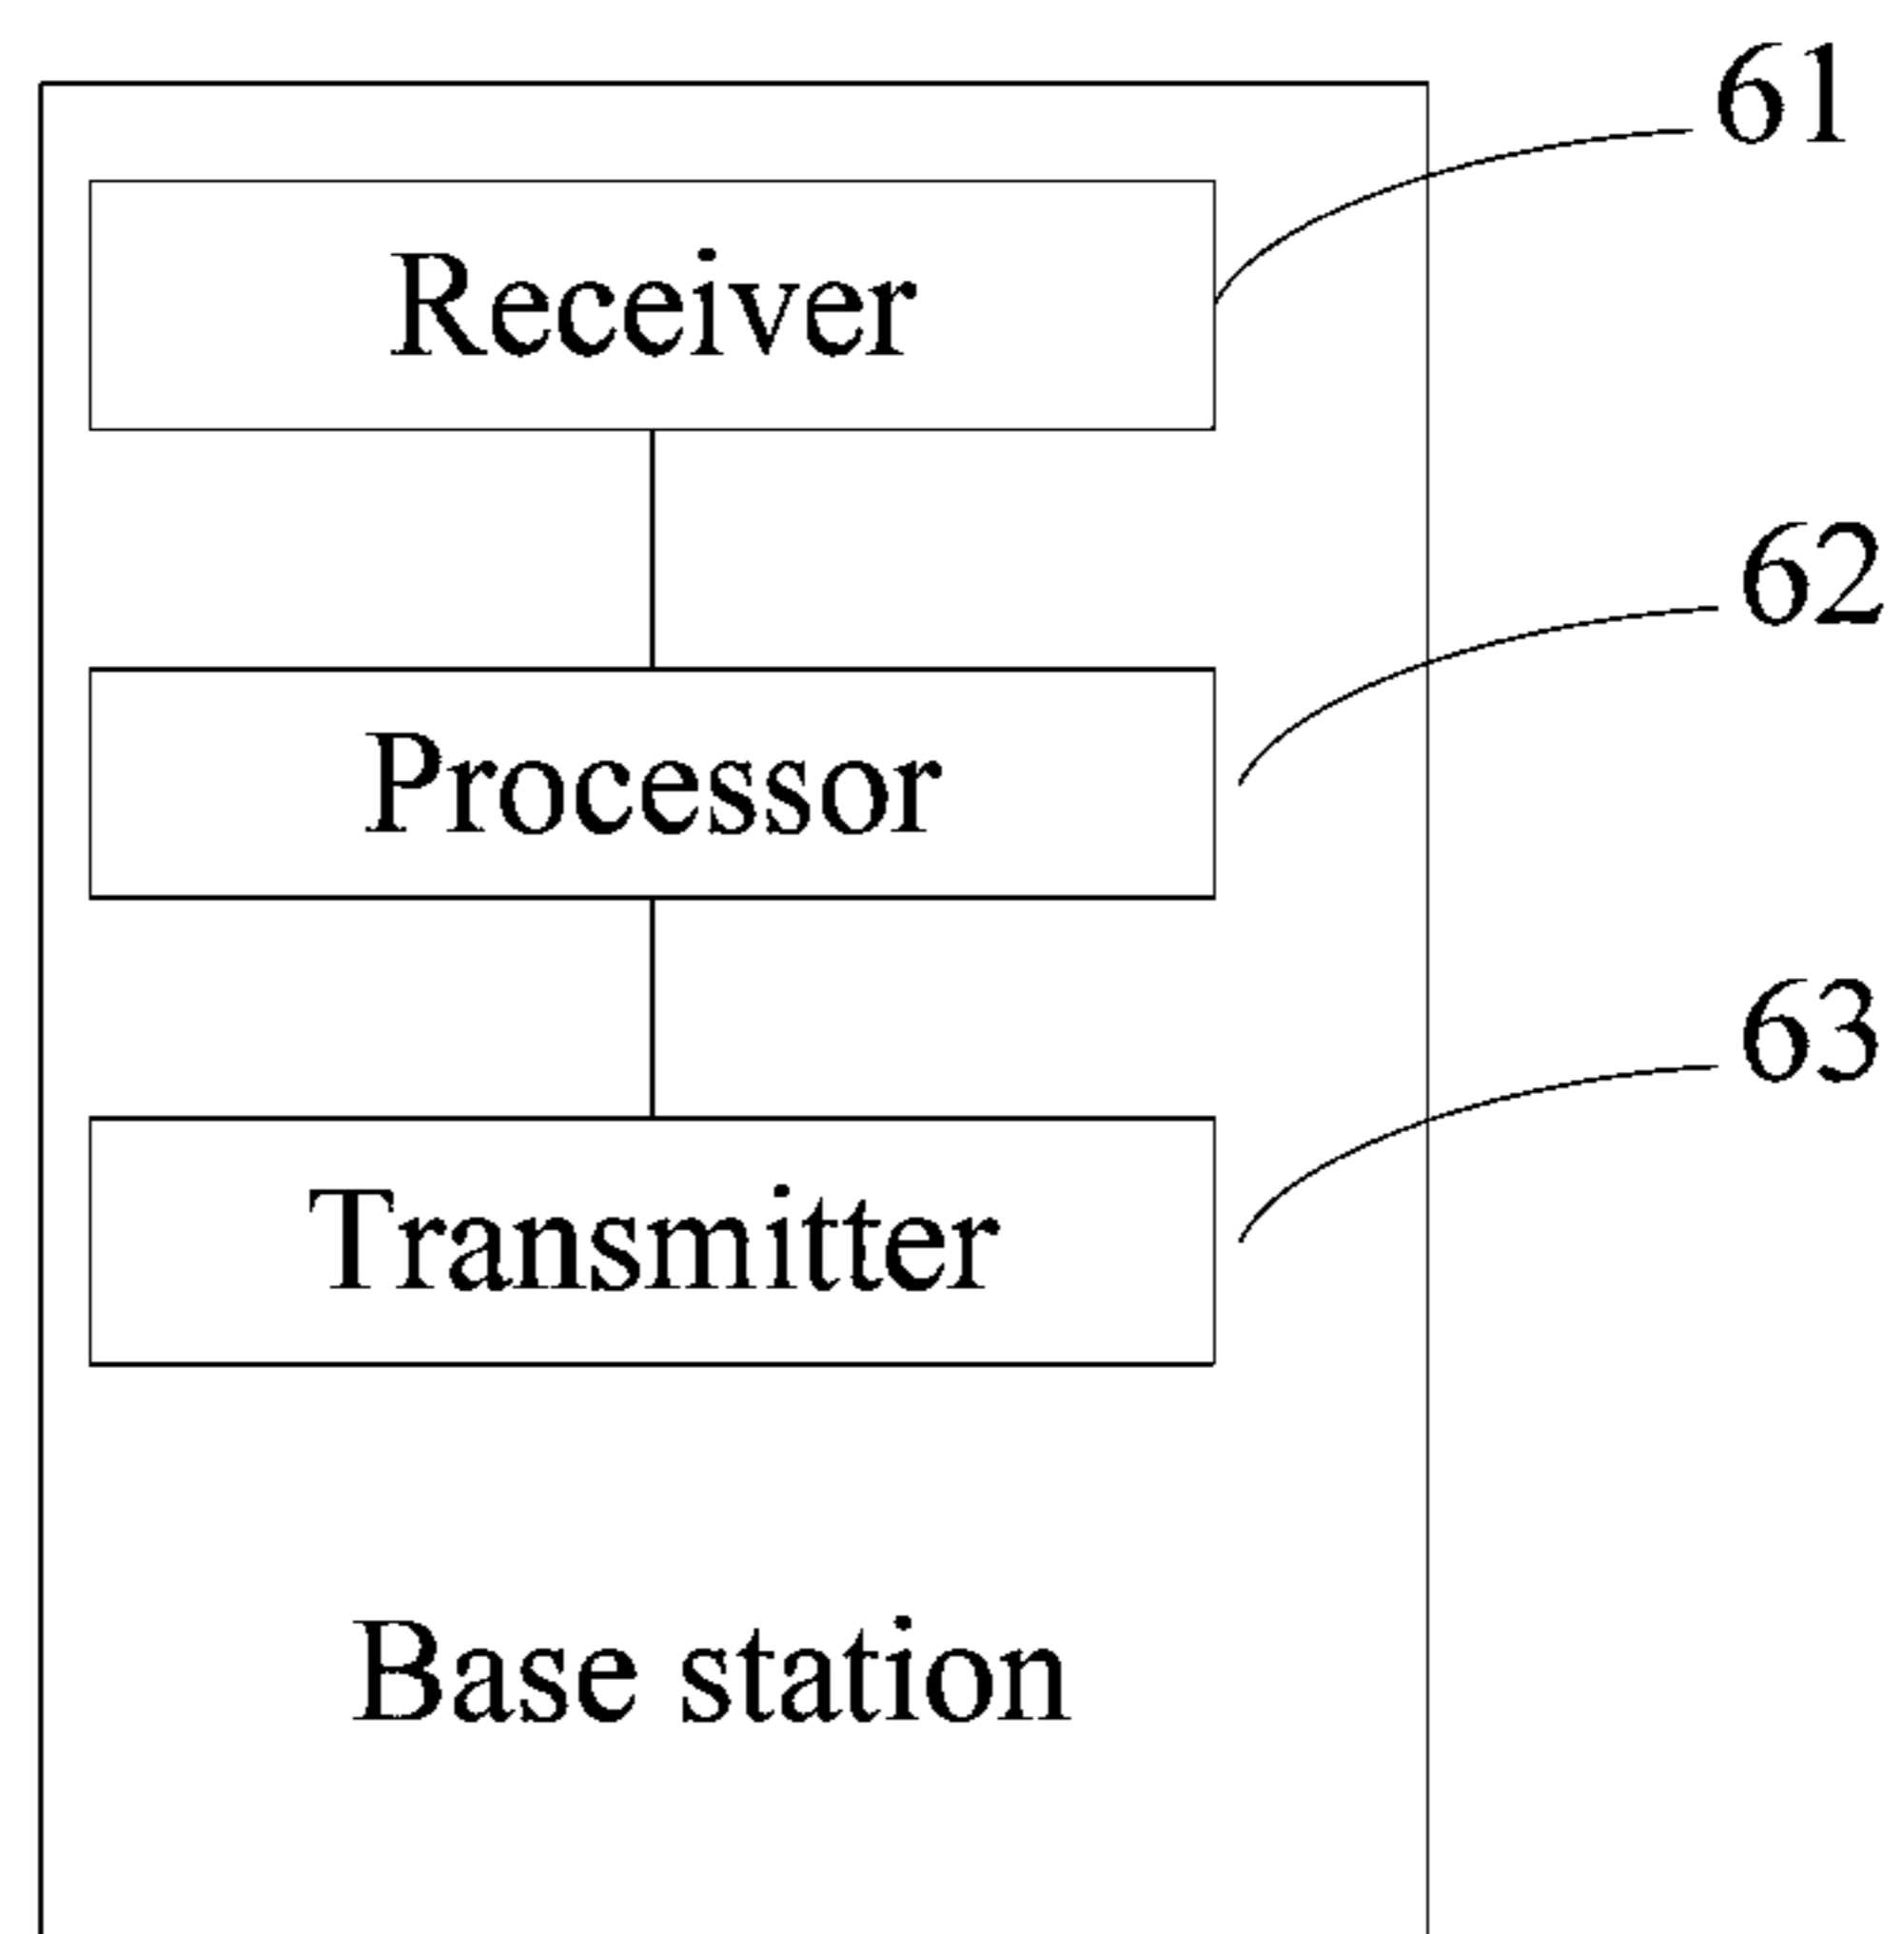 61
Receiver
62
Processor
63
Transmitter
Base station